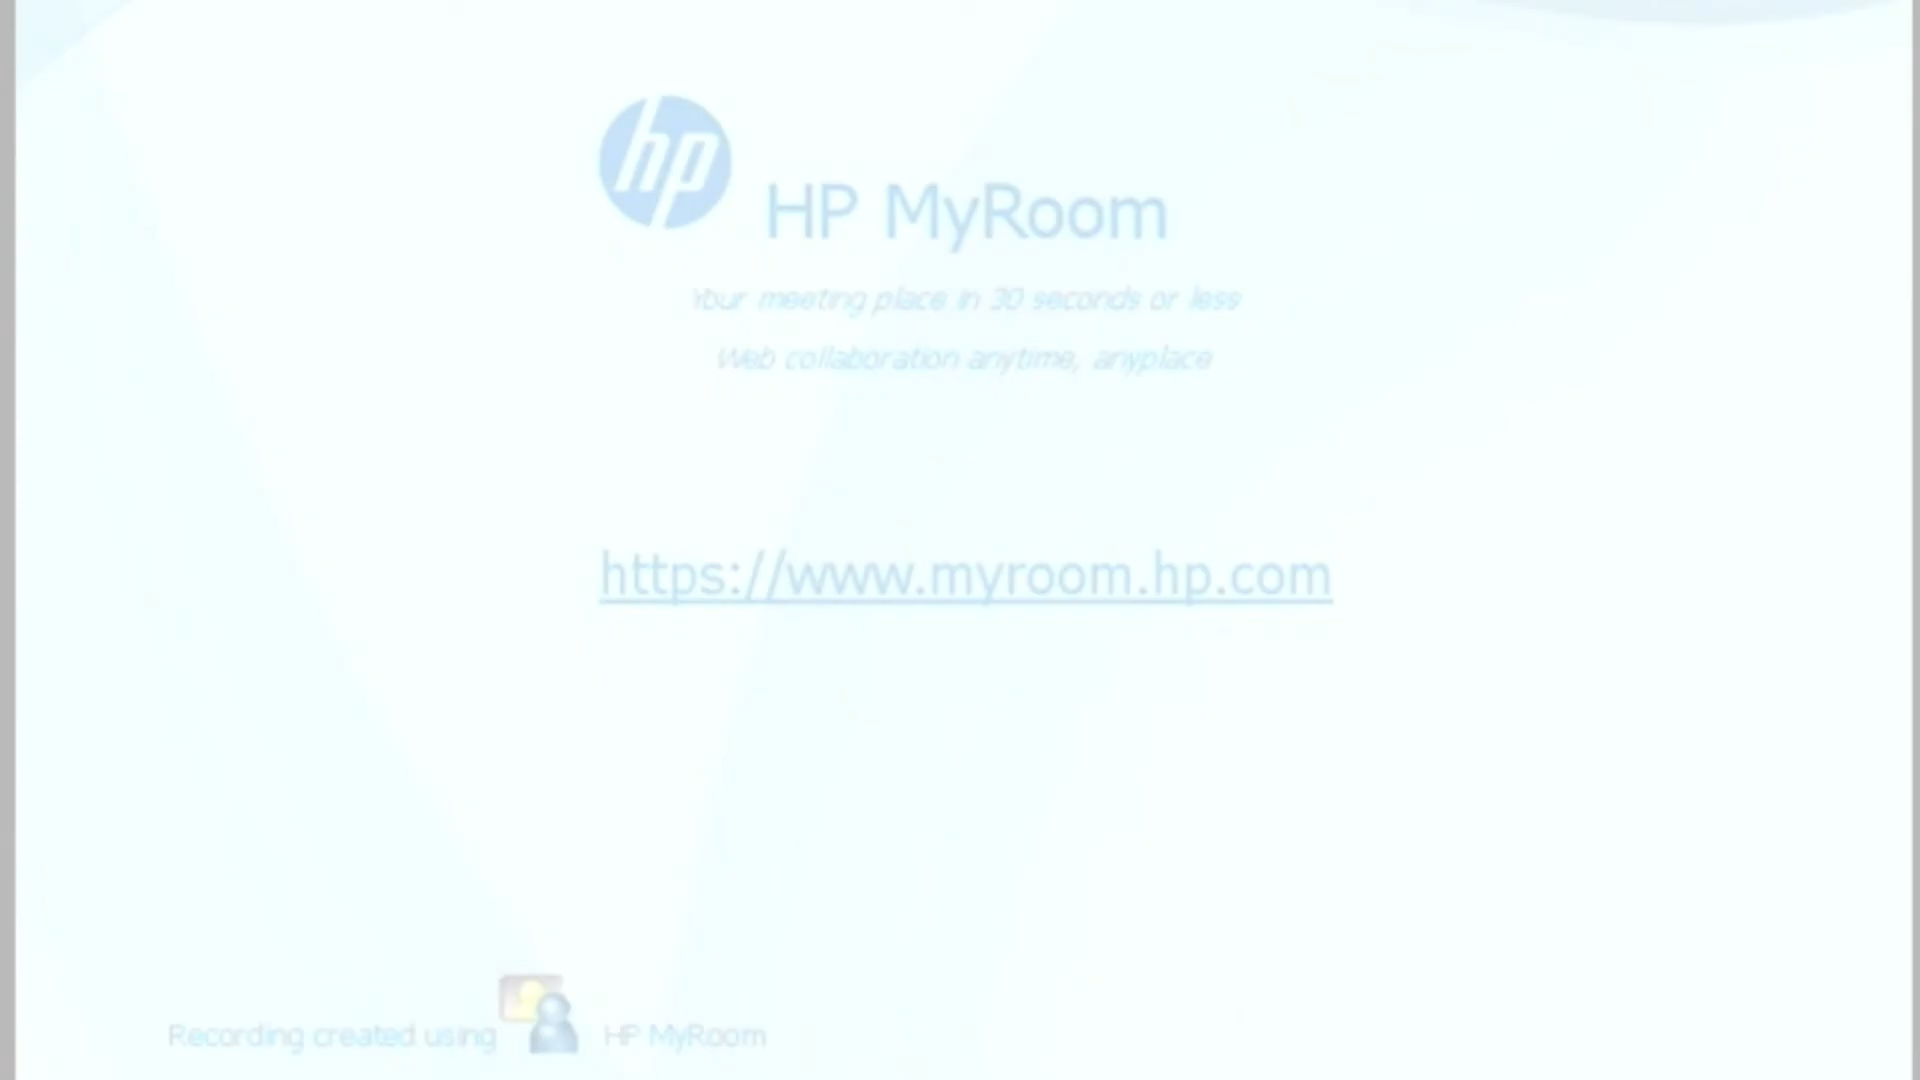 hp
HP MyRoom
Your meeting place in 30 seconds or less
Web collaboration anytime, anyplace
https://www.myroom.hp.com
Recording created using HP MyRoom